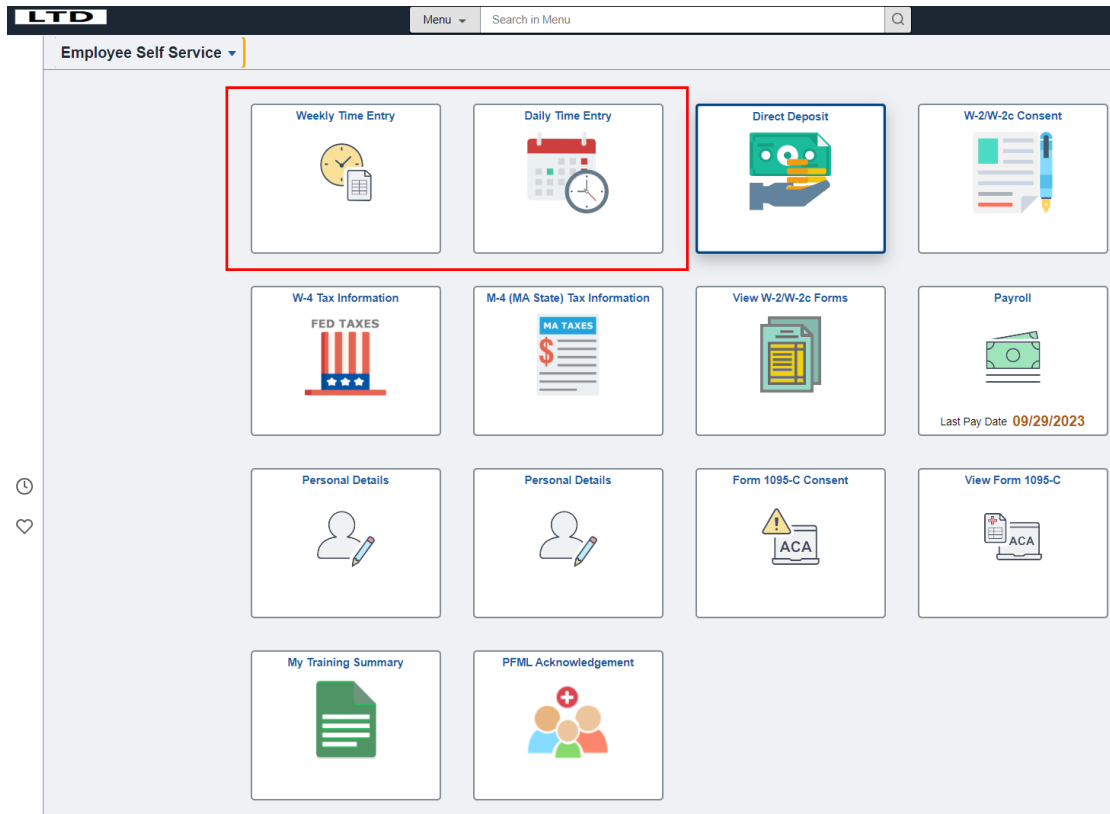 LTD
Menu
Search in Menu
Employee Self Service
Weekly Time Entry
Daily Time Entry
Direct Deposit
W-2/W-2c Consent
W-4 Tax Information
FED TAXES
M-4 (MA State) Tax Information
MA TAXES
$
View W-2/W-2c Forms
Payroll
Last Pay Date 09/29/2023
Personal Details
Personal Details
Form 1095-C Consent
ACA
View Form 1095-C
ACA
My Training Summary
PFML Acknowledgement